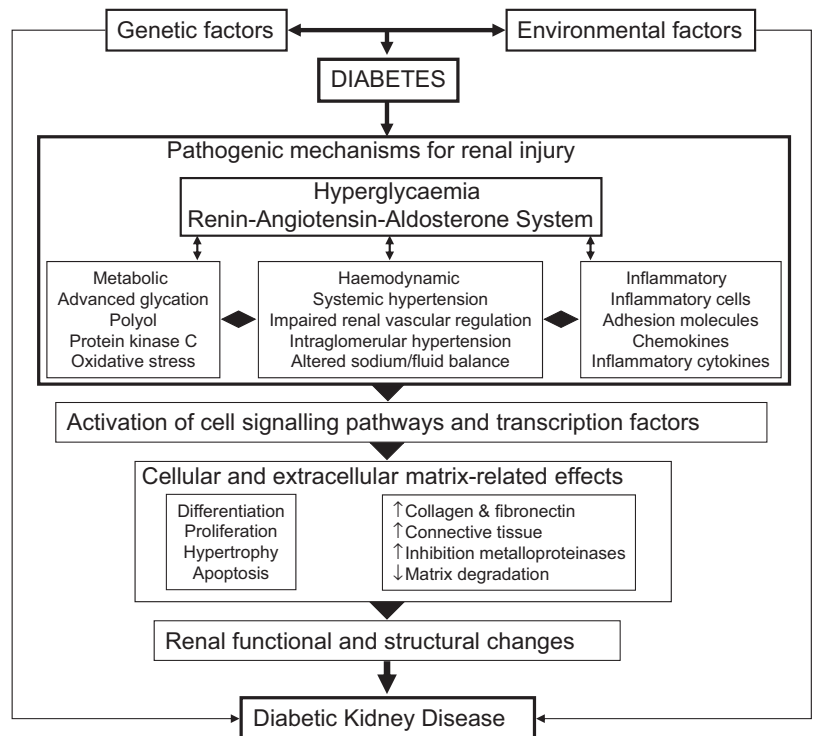 Genetic factors
Environmental factors
DIABETES
Pathogenic mechanisms for renal injury
Hyperglycaemia
Renin-Angiotensin-Aldosterone System
Metabolic
Advanced glycation
Polyol
Protein kinase C
Oxidative stress
Haemodynamic
Systemic hypertension
Impaired renal vascular regulation
Intraglomerular hypertension
Altered sodium/fluid balance
Inflammatory
Inflammatory cells
Adhesion molecules
Chemokines
Inflammatory cytokines
Activation of cell signalling pathways and transcription factors
Cellular and extracellular matrix-related effects
Differentiation
Proliferation
Hypertrophy
Apoptosis
↑Collagen & fibronectin
↑Connective tissue
↑Inhibition metalloproteinases
↓Matrix degradation
Renal functional and structural changes
Diabetic Kidney Disease